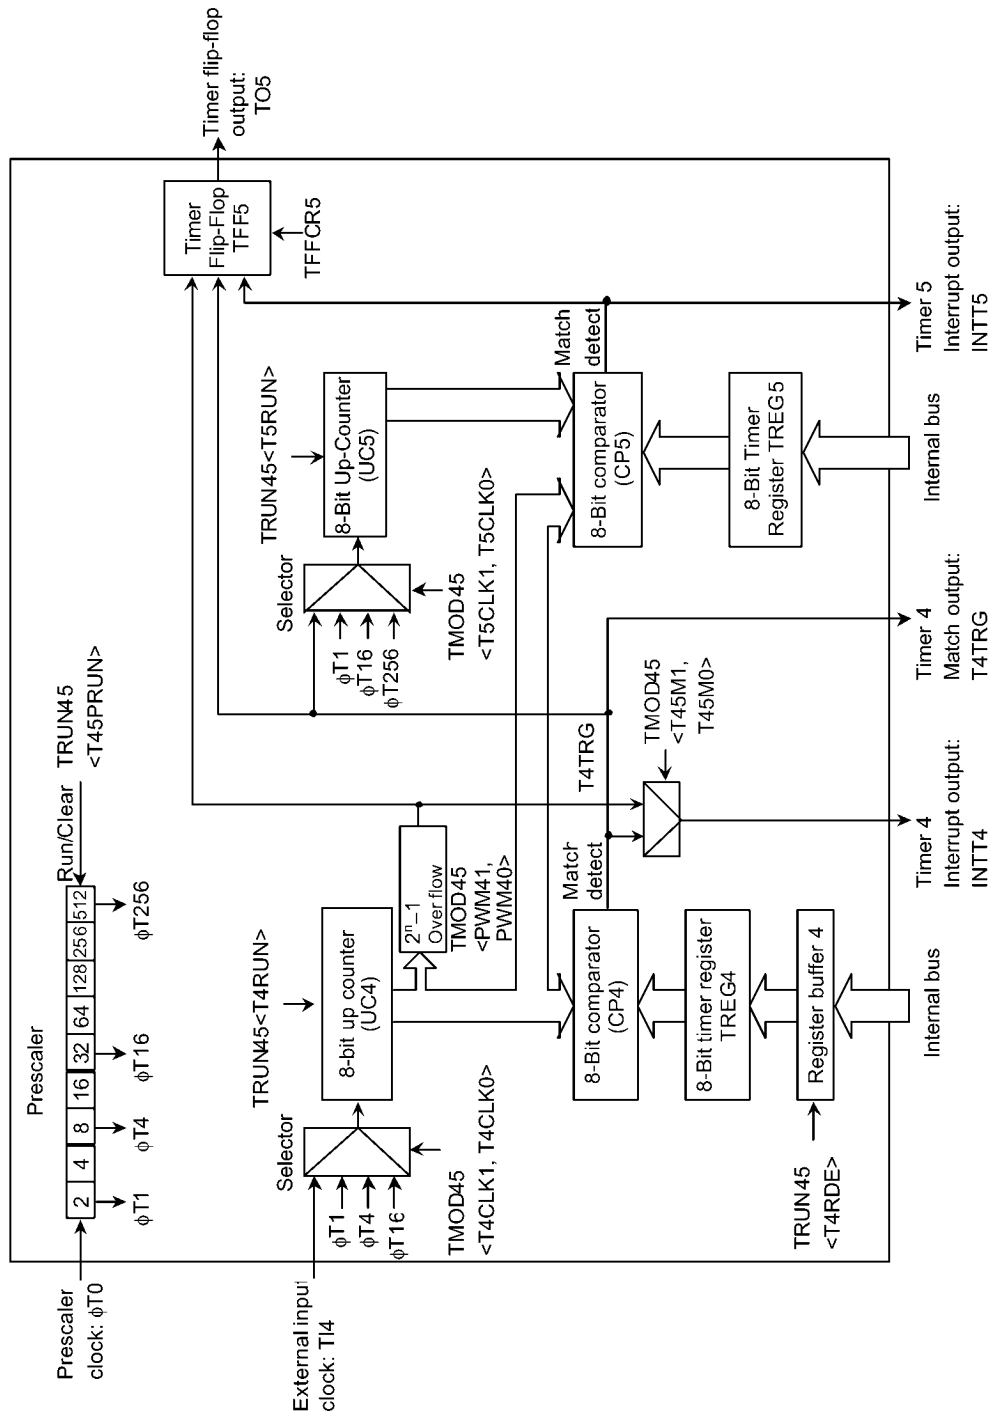 Prescaler
Prescaler
clock: ϕT0
2
4
8
16
32
64
128
256
512
Run/Clear
TRUN45
<T45PRUN>
ϕT1
ϕT4
ϕT16
ϕT256
External input
clock: TI4
Selector
ϕT1
ϕT4
ϕT16
TMOD45
<T4CLK1, T4CLK0>
TRUN45<T4RUN>
8-bit up counter
(UC4)
2ⁿ−1
Over flow
TMOD45
<PWM41,
PWM40>
Selector
ϕT1
ϕT16
ϕT256
TMOD45
<T5CLK1, T5CLK0>
TRUN45<T5RUN>
8-Bit Up-Counter
(UC5)
Timer
Flip-Flop
TFF5
TFFCR5
Timer flip-flop
output:
TO5
8-Bit comparator
(CP4)
Match
detect
T4TRG
8-Bit comparator
(CP5)
Match
detect
8-Bit timer register
TREG4
TMOD45
<T45M1,
T45M0>
8-Bit Timer
Register TREG5
Register buffer 4
TRUN45
<T4RDE>
Internal bus
Timer 4
Interrupt output:
INTT4
Timer 4
Match output:
T4TRG
Internal bus
Timer 5
Interrupt output:
INTT5